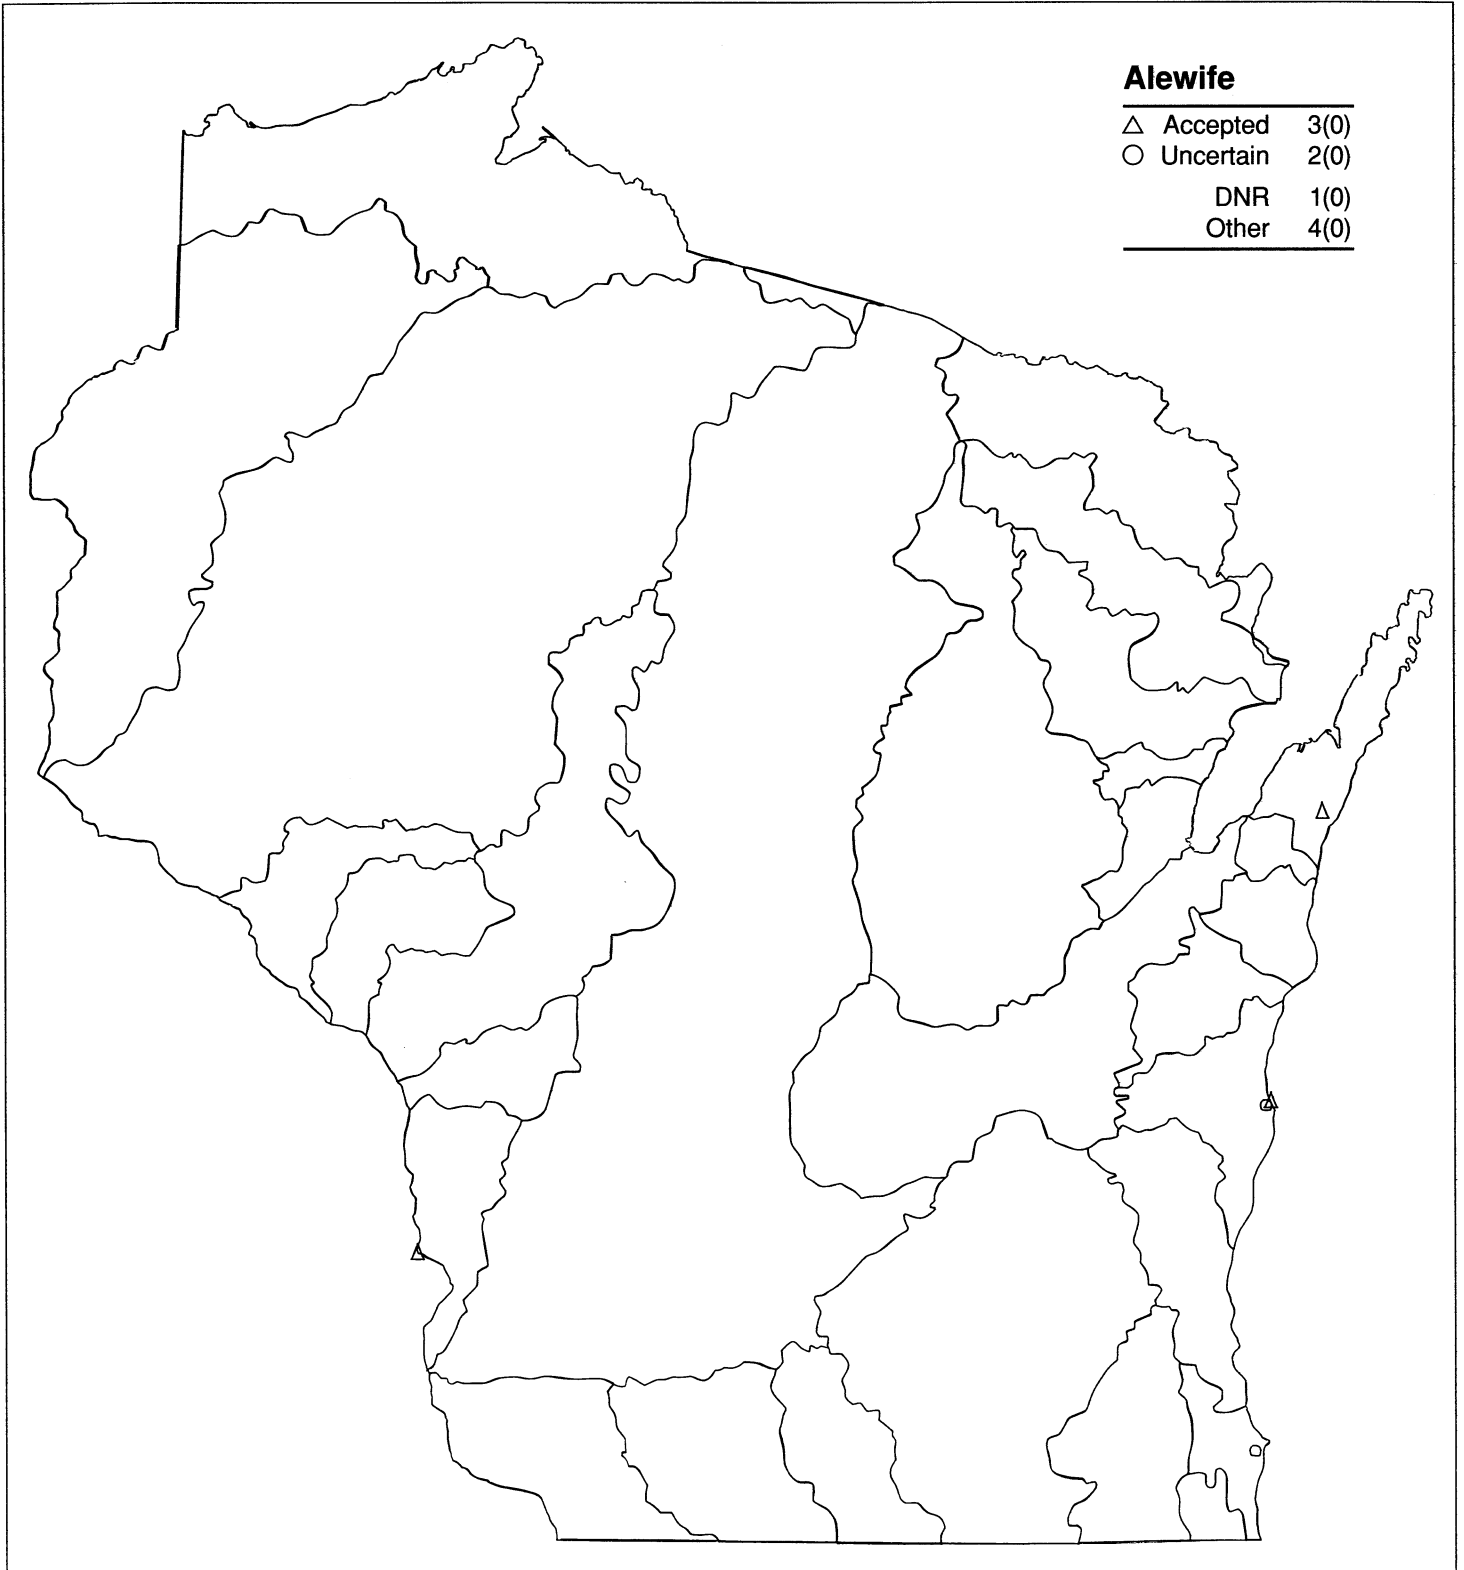 Alewife
Accepted 3(0)
Uncertain 2(0)
DNR 1(0)
Other 4(0)